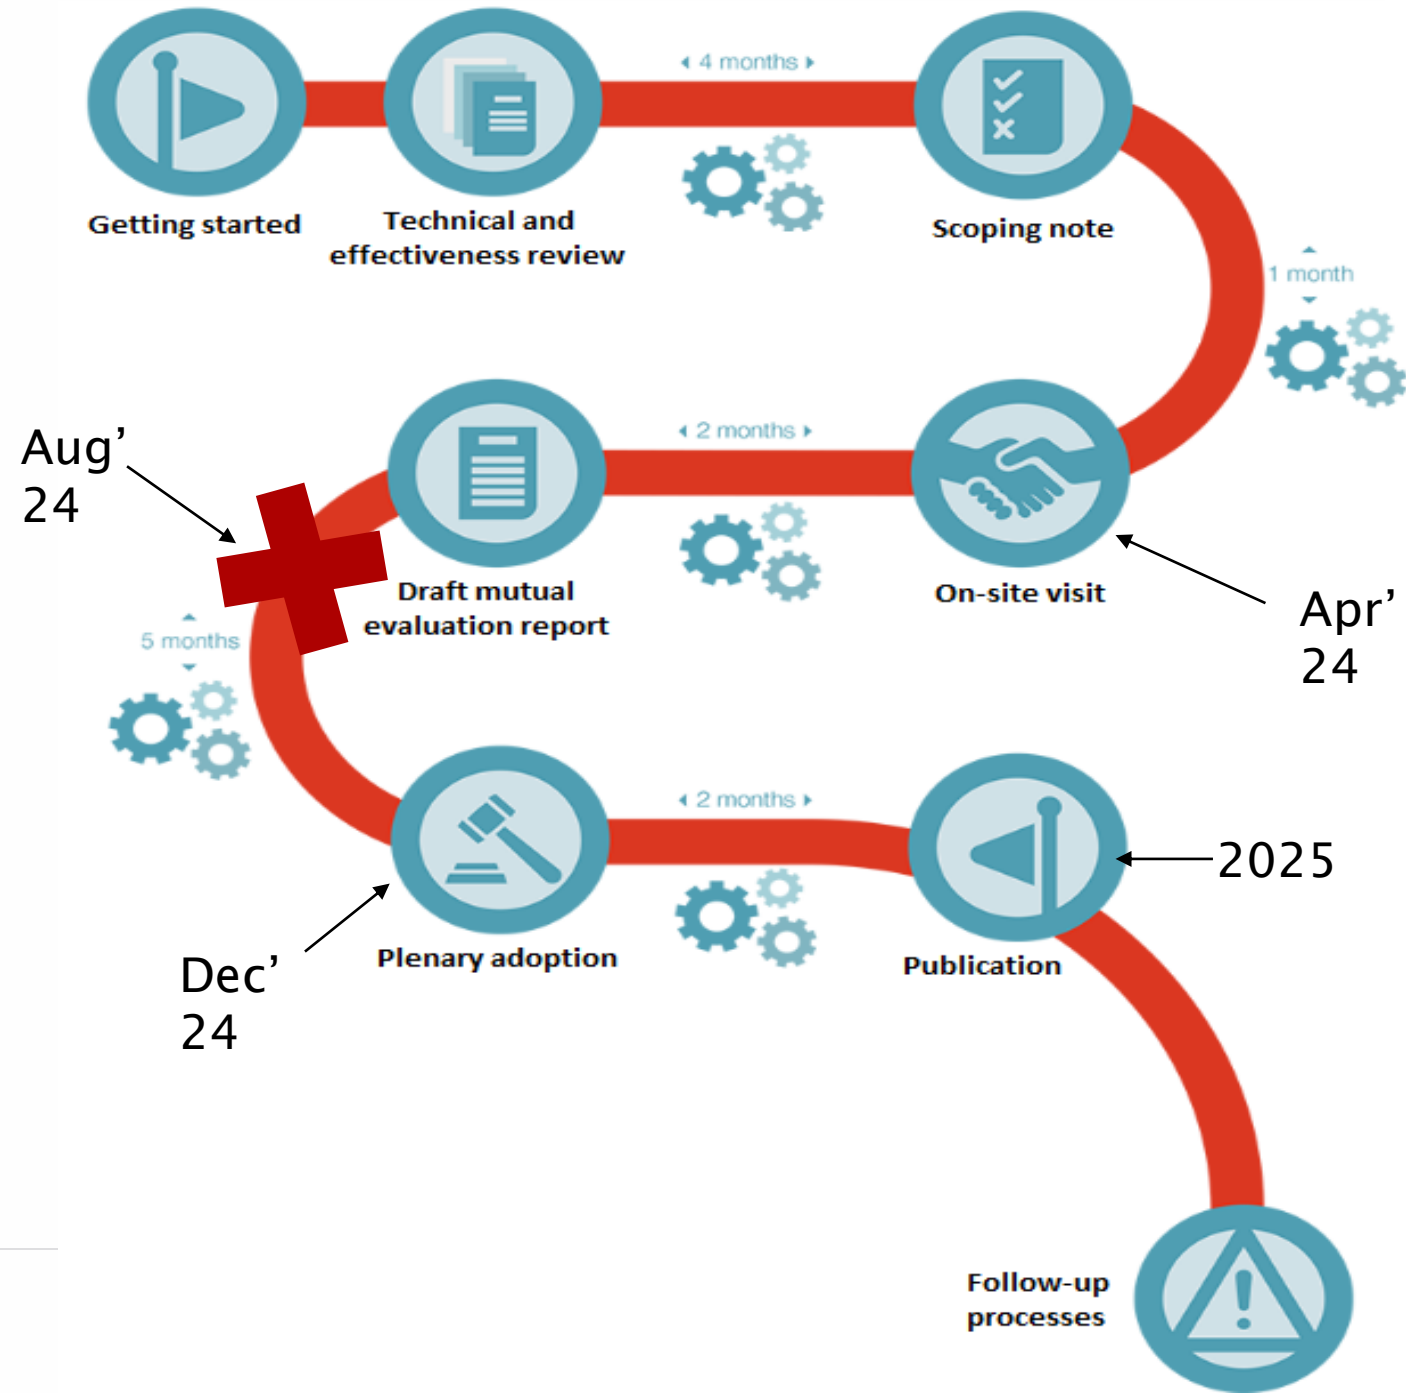 4 months
Getting started
Technical and
effectiveness review
Scoping note
1 month
Aug’
24
2 months
Draft mutual
evaluation report
On-site visit
Apr’
24
5 months
2 months
2025
Dec’
24
Plenary adoption
Publication
Follow-up
processes